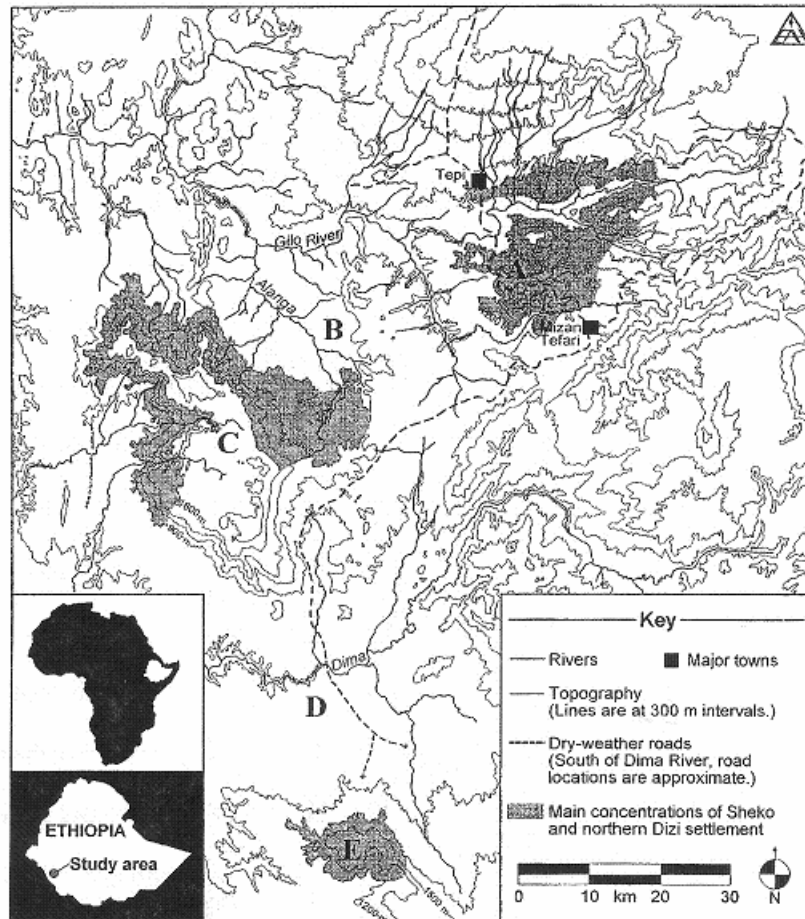 Tepi
Gilo River
A
Alanga
B
Mizan
Tefari
C
Dima
D
E
1500 m
1200 m
ETHIOPIA
Study area
Key
Rivers
Major towns
Topography
(Lines are at 300 m intervals.)
Dry-weather roads
(South of Dima River, road
locations are approximate.)
Main concentrations of Sheko
and northern Dizi settlement
0 10 20 30
km
N